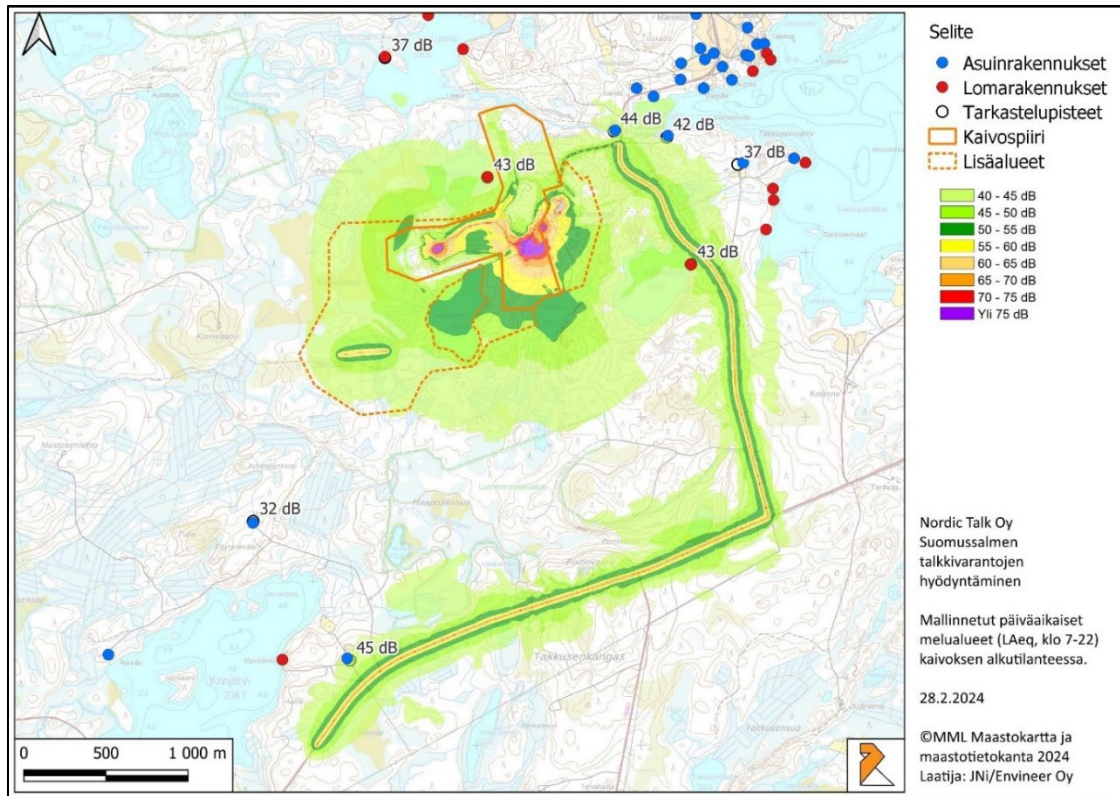 37 dB
44 dB
42 dB
43 dB
37 dB
43 dB
32 dB
45 dB
Takkusenkangas
Takkusensuo
0 500 1 000 m
Selite
Asuinrakennukset
Lomarakennukset
Tarkastelupisteet
Kaivospiiri
Lisäalueet
40 - 45 dB
45 - 50 dB
50 - 55 dB
55 - 60 dB
60 - 65 dB
65 - 70 dB
70 - 75 dB
Yli 75 dB
Nordic Talk Oy
Suomussalmen
talkkivarantojen
hyödyntäminen
Mallinnetut päiväaikaiset
melualueet (LAeq, klo 7-22)
kaivoksen alkutilanteessa.
28.2.2024
©MML Maastokartta ja
maastotietokanta 2024
Laatija: JNi/Envineer Oy